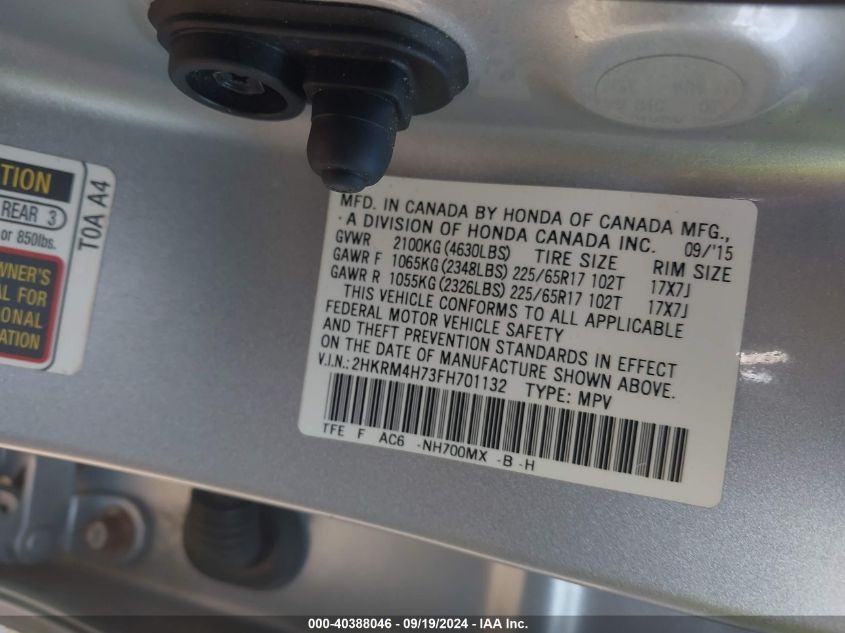 TION
REAR 3
or 850lbs.
WNER'S
AL FOR
ONAL
ATION
T0A A4
MFD. IN CANADA BY HONDA OF CANADA MFG.,
A DIVISION OF HONDA CANADA INC. 09/'15
GVWR 2100KG (4630LBS) TIRE SIZE RIM SIZE
GAWR F 1065KG (2348LBS) 225/65R17 102T 17X7J
GAWR R 1055KG (2326LBS) 225/65R17 102T 17X7J
THIS VEHICLE CONFORMS TO ALL APPLICABLE
FEDERAL MOTOR VEHICLE SAFETY
AND THEFT PREVENTION STANDARDS IN EFFECT
ON THE DATE OF MANUFACTURE SHOWN ABOVE.
V.I.N.: 2HKRM4H73FH701132 TYPE: MPV
TFE F AC6 -NH700MX -B -H
000-40388046 - 09/19/2024 - IAA Inc.